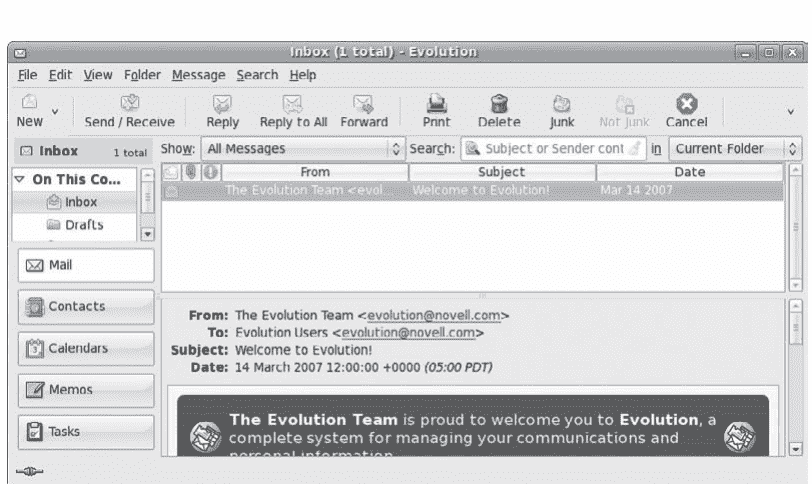 Inbox (1 total) - Evolution
File Edit View Folder Message Search Help
New Send / Receive Reply Reply to All Forward Print Delete Junk Not Junk Cancel
Inbox 1 total Show: All Messages Search: Subject or Sender cont in Current Folder
From Subject Date
On This Co...
The Evolution Team <evol... Welcome to Evolution! Mar 14 2007
Inbox
Drafts
Mail
Contacts
Calendars
Memos
Tasks
From: The Evolution Team <evolution@novell.com>
To: Evolution Users <evolution@novell.com>
Subject: Welcome to Evolution!
Date: 14 March 2007 12:00:00 +0000 (05:00 PDT)
The Evolution Team is proud to welcome you to Evolution, a
complete system for managing your communications and
personal information.